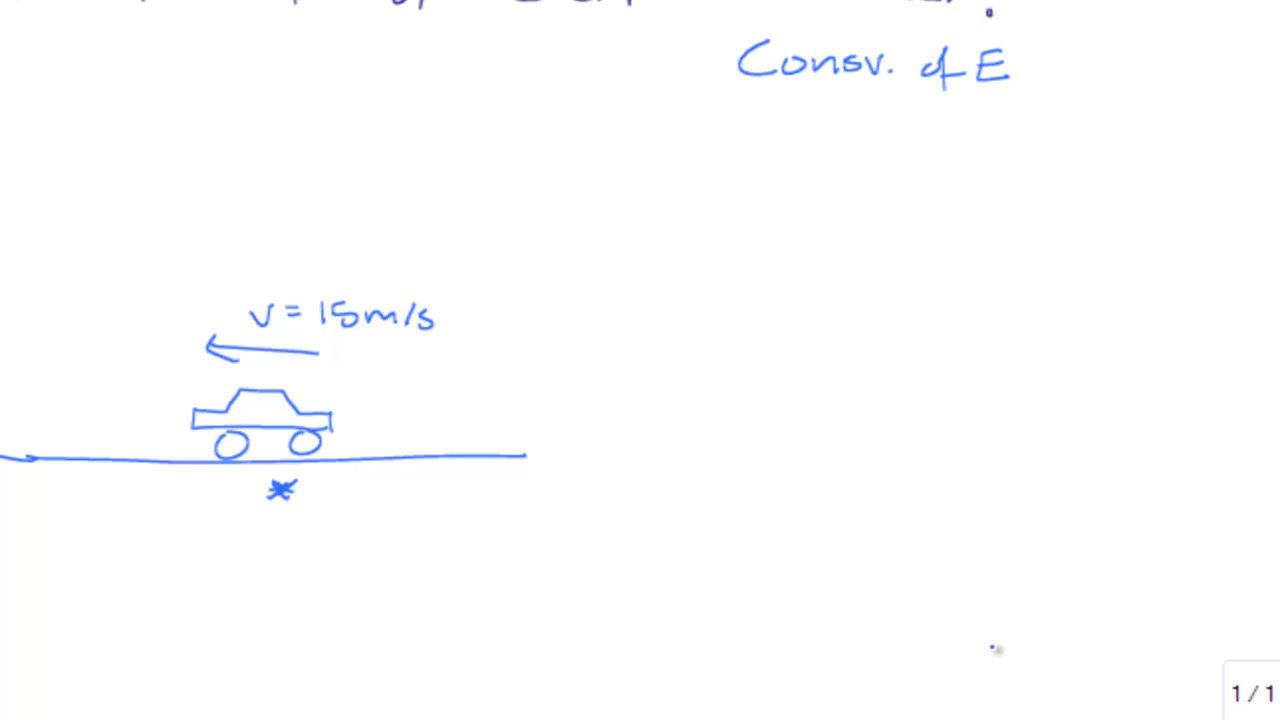 Consv. of E
v = 15m/s
*
1 / 1